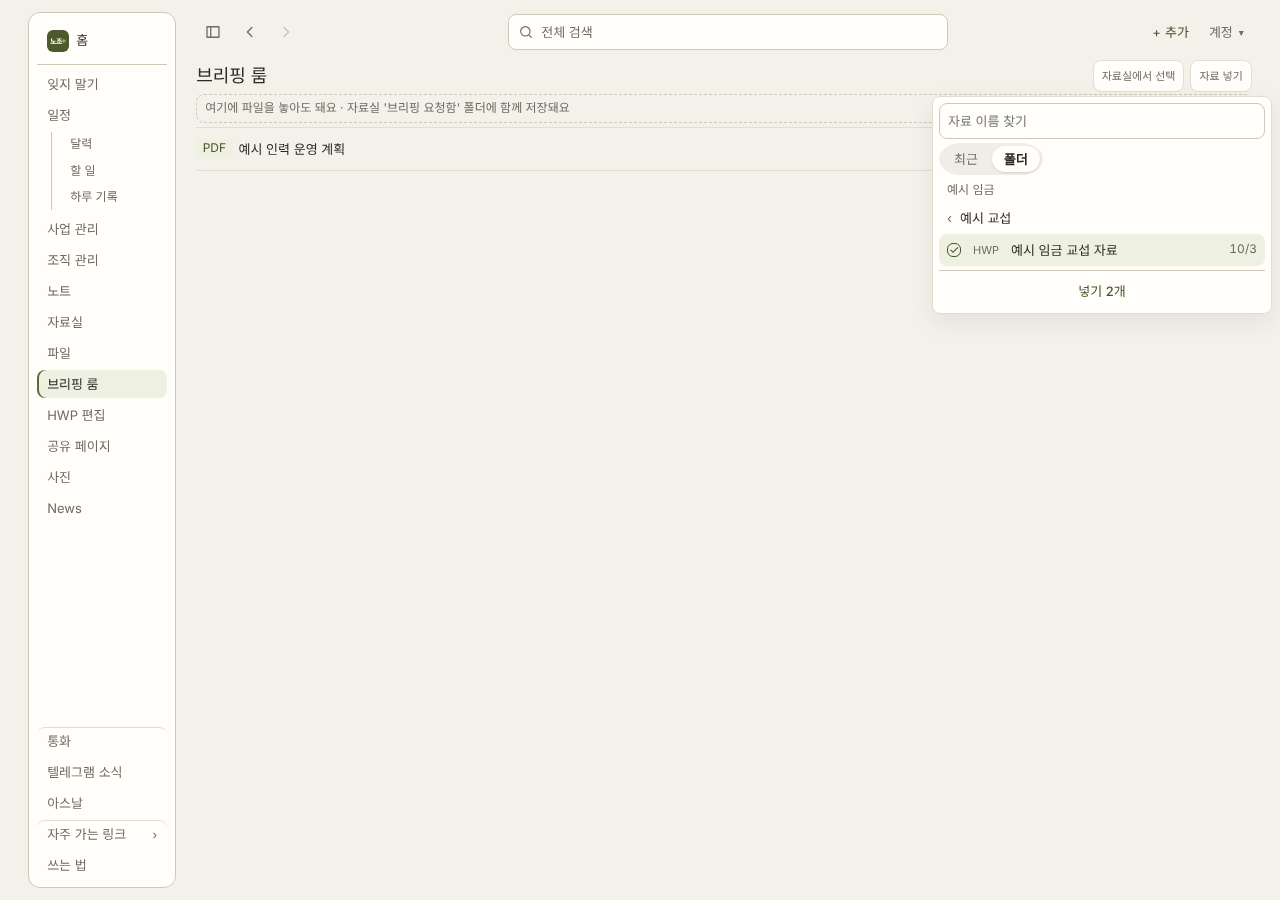 노조
홈
전체 검색
+ 추가
계정 ▾
잊지 말기
일정
달력
할 일
하루 기록
사업 관리
조직 관리
노트
자료실
파일
브리핑 룸
HWP 편집
공유 페이지
사진
News
통화
텔레그램 소식
아스날
자주 가는 링크 ›
쓰는 법
브리핑 룸
자료실에서 선택
자료 넣기
여기에 파일을 놓아도 돼요 · 자료실 '브리핑 요청함' 폴더에 함께 저장돼요
PDF 예시 인력 운영 계획
자료 이름 찾기
최근
폴더
예시 임금
‹ 예시 교섭
HWP 예시 임금 교섭 자료 10/3
넣기 2개